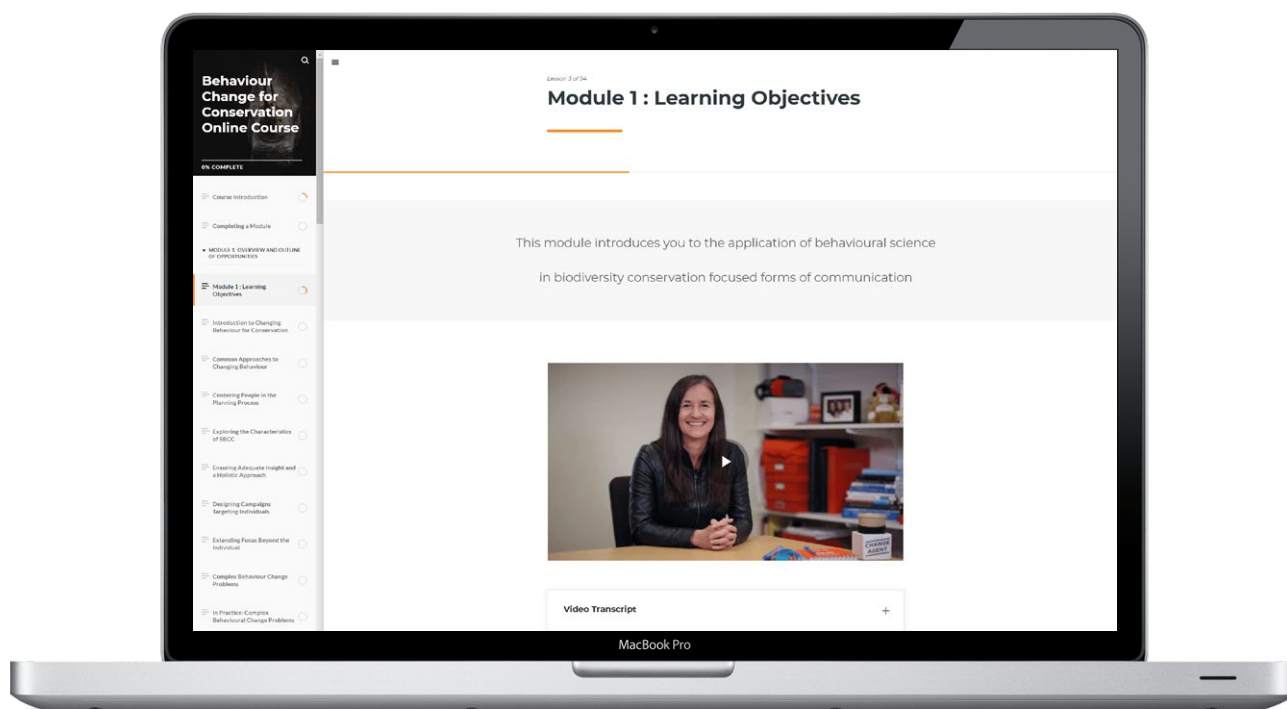 Behaviour
Change for
Conservation
Online Course
0% COMPLETE
Course Introduction
Completing a Module
MODULE 1: OVERVIEW AND OUTLINE
OF OPPORTUNITIES
Module 1 : Learning
Objectives
Introduction to Changing
Behaviour for Conservation
Common Approaches to
Changing Behaviour
Centering People in the
Planning Process
Exploring the Characteristics
of SBCC
Ensuring Adequate Insight and
a Holistic Approach
Designing Campaigns
Targeting Individuals
Extending Focus Beyond the
Individual
Complex Behaviour Change
Problems
In Practice: Complex
Behavioural Change Problems
Lesson 3 of 54
Module 1 : Learning Objectives
This module introduces you to the application of behavioural science
in biodiversity conservation focused forms of communication
CHANGE
AGENT
Video Transcript
MacBook Pro